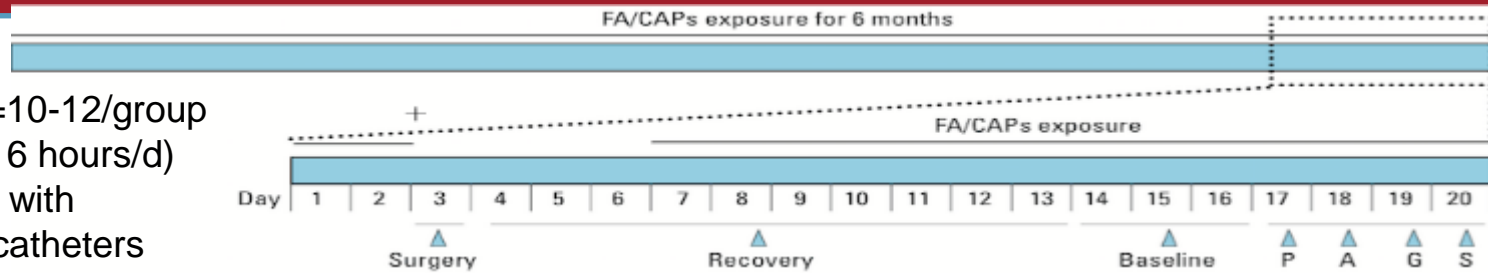 FA/CAPs exposure for 6 months
=10-12/group
6 hours/d)
with
catheters
+
FA/CAPs exposure
Day 1 2 3 4 5 6 7 8 9 10 11 12 13 14 15 16 17 18 19 20
Surgery Recovery Baseline P A G S